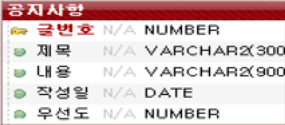 공지사항
글번호 N/A NUMBER
제목 N/A VARCHAR2(300
내용 N/A VARCHAR2(900
작성일 N/A DATE
우선도 N/A NUMBER